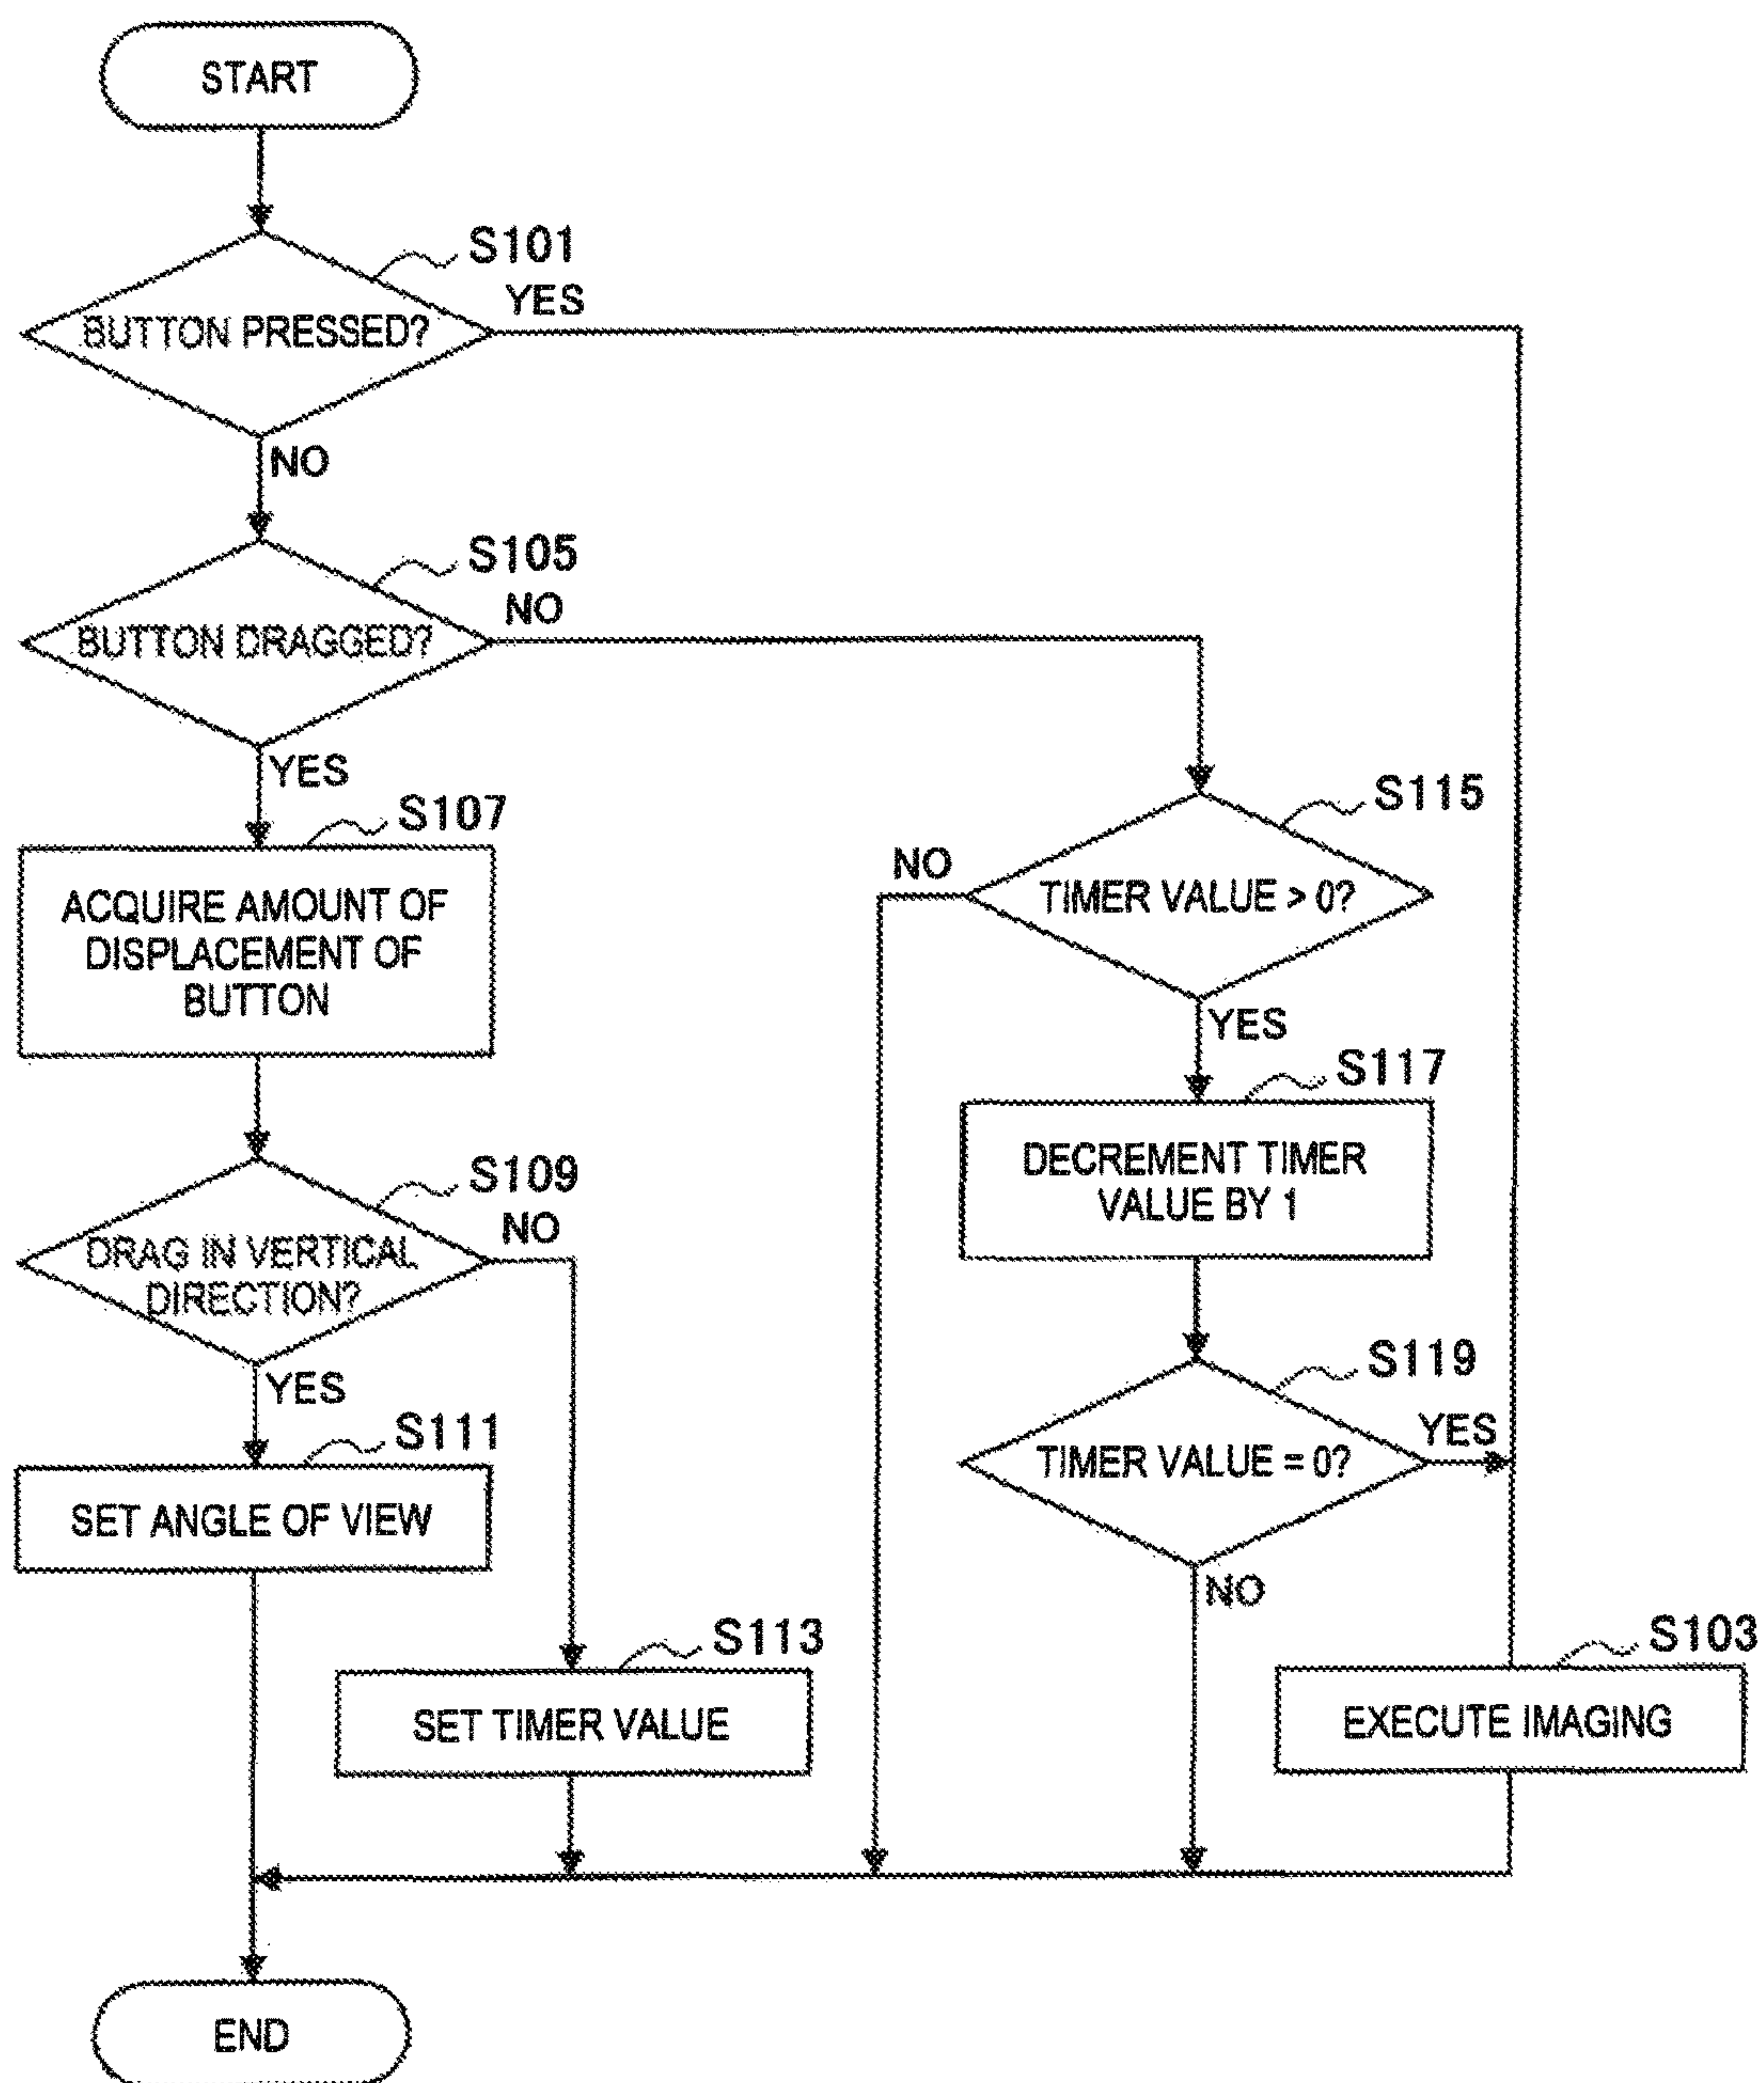 START
S101
YES
BUTTON PRESSED?
NO
S105
NO
BUTTON DRAGGED?
YES
S107
ACQUIRE AMOUNT OF
DISPLACEMENT OF
BUTTON
S109
NO
DRAG IN VERTICAL
DIRECTION?
YES
S111
SET ANGLE OF VIEW
S113
SET TIMER VALUE
S115
NO
TIMER VALUE > 0?
YES
S117
DECREMENT TIMER
VALUE BY 1
S119
YES
TIMER VALUE = 0?
NO
S103
EXECUTE IMAGING
END